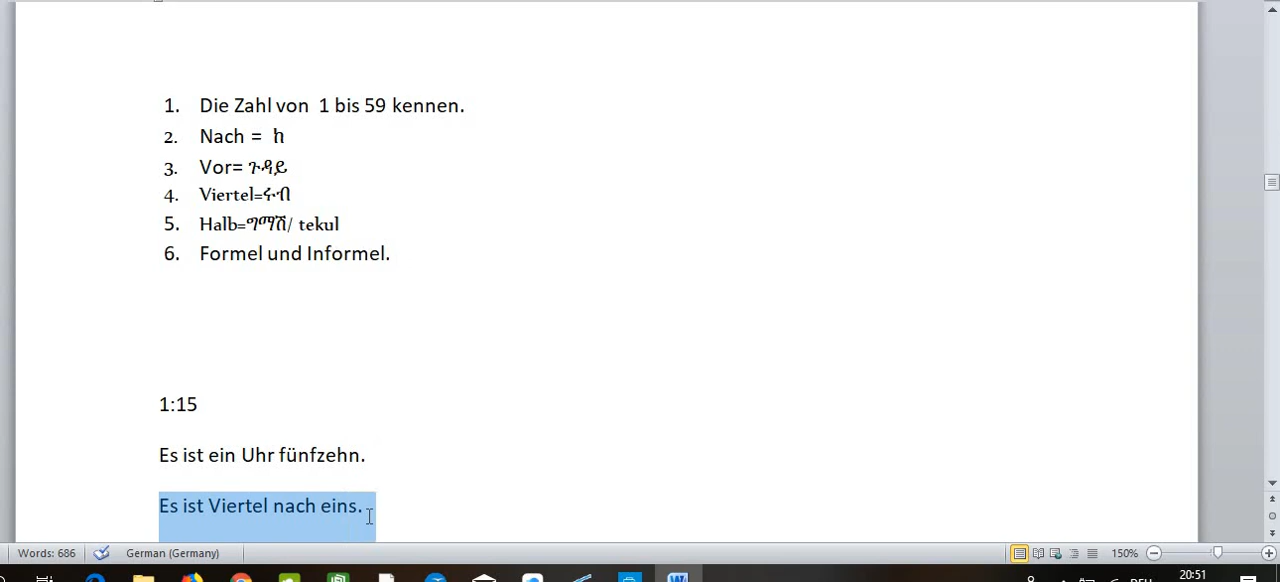 1. Die Zahl von 1 bis 59 kennen.
2. Nach = ከ
3. Vor= ጉዳይ
4. Viertel=ሩብ
5. Halb=ግማሽ/ tekul
6. Formel und Informel.
1:15
Es ist ein Uhr fünfzehn.
Es ist Viertel nach eins.
Words: 686 German (Germany) 150%
20:51